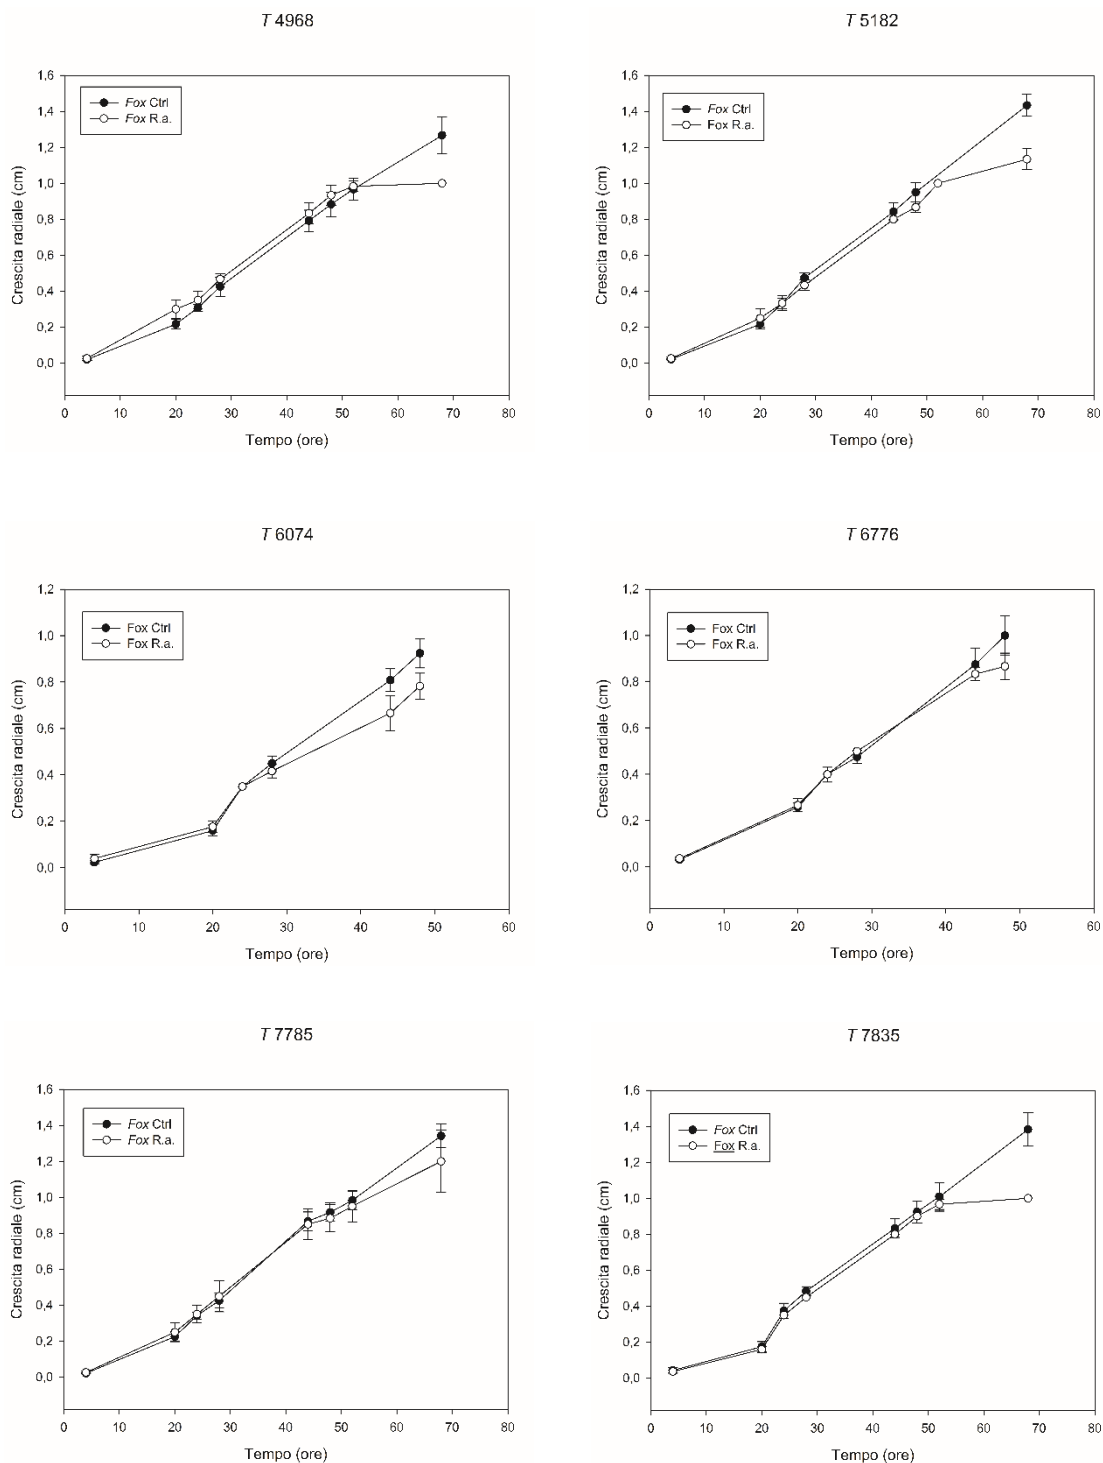 T 4968
1,6
1,4
1,2
1,0
0,8
0,6
0,4
0,2
0,0
Crescita radiale (cm)
Fox Ctrl
Fox R.a.
0 10 20 30 40 50 60 70 80
Tempo (ore)
T 5182
1,6
1,4
1,2
1,0
0,8
0,6
0,4
0,2
0,0
Crescita radiale (cm)
Fox Ctrl
Fox R.a.
0 10 20 30 40 50 60 70 80
Tempo (ore)
T 6074
1,2
1,0
0,8
0,6
0,4
0,2
0,0
Crescita radiale (cm)
Fox Ctrl
Fox R.a.
0 10 20 30 40 50 60
Tempo (ore)
T 6776
1,2
1,0
0,8
0,6
0,4
0,2
0,0
Crescita radiale (cm)
Fox Ctrl
Fox R.a.
0 10 20 30 40 50 60
Tempo (ore)
T 7785
1,6
1,4
1,2
1,0
0,8
0,6
0,4
0,2
0,0
Crescita radiale (cm)
Fox Ctrl
Fox R.a.
0 10 20 30 40 50 60 70 80
Tempo (ore)
T 7835
1,6
1,4
1,2
1,0
0,8
0,6
0,4
0,2
0,0
Crescita radiale (cm)
Fox Ctrl
Fox R.a.
0 10 20 30 40 50 60 70 80
Tempo (ore)